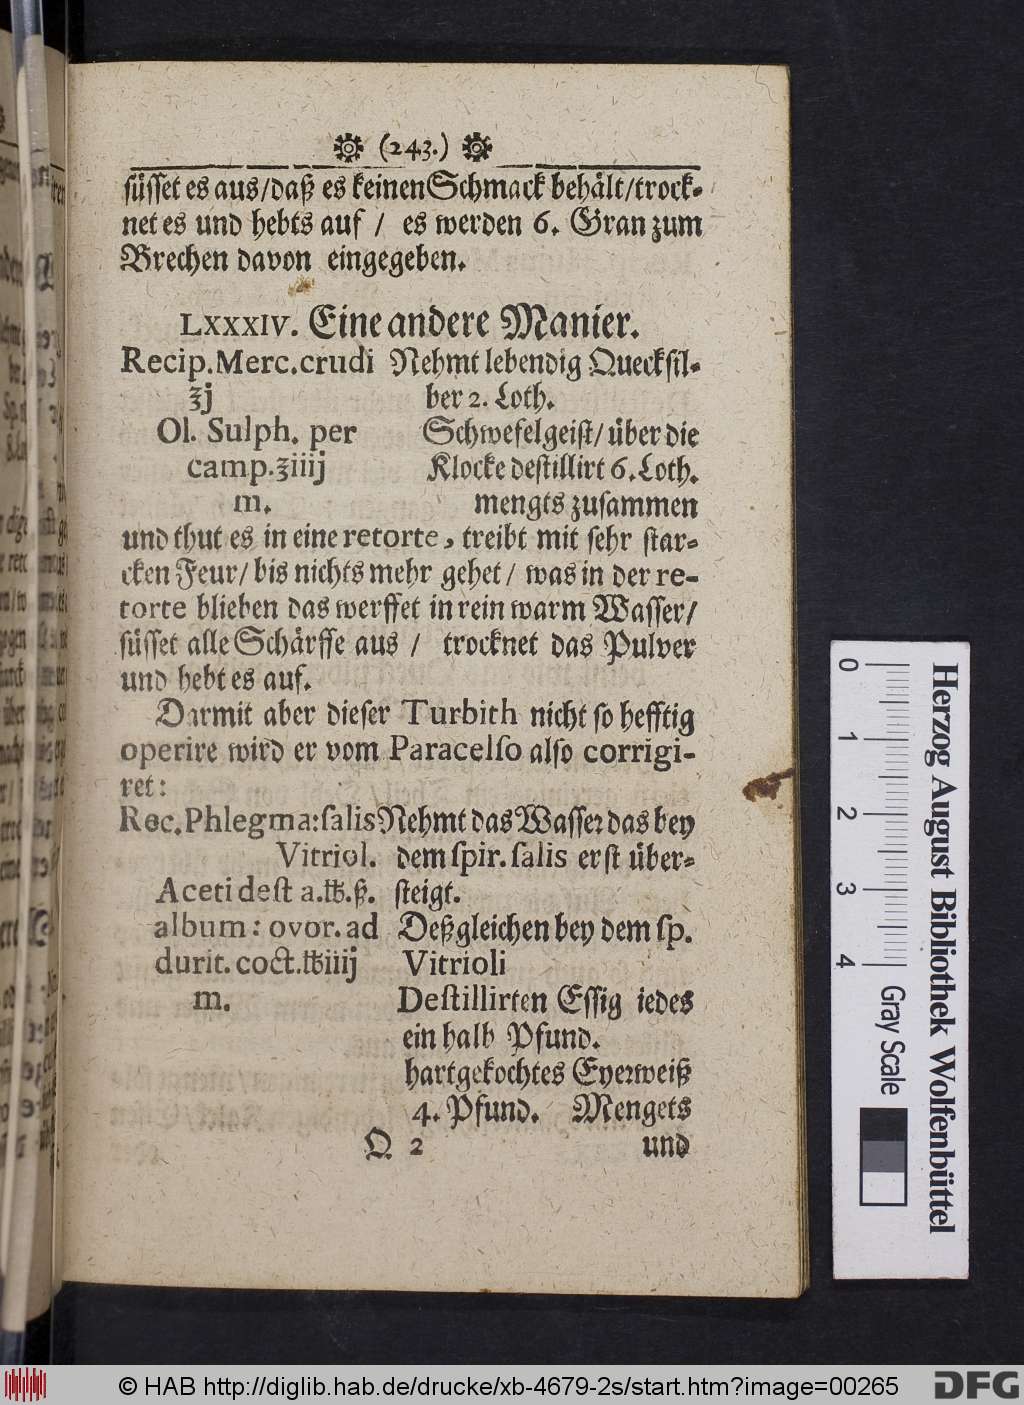 (243.)
süsset es aus/daß es keinen Schmack behält/trock-
net es und hebts auf / es werden 6. Gran zum
Brechen davon eingegeben.
LXXXIV. Eine andere Manier.
Recip. Merc. crudi Nehmt lebendig Quecksil-
℥j ber 2. Loth.
Ol. Sulph. per Schwefelgeist/über die
camp. ℥iiij Klocke destillirt 6. Loth.
m. mengts zusammen
und thut es in eine retorte, treibt mit sehr star-
cken Feur/ bis nichts mehr gehet / was in der re-
torte blieben das werffet in rein warm Wasser/
süsset alle Schärffe aus / trocknet das Pulver
und hebt es auf.
Darmit aber dieser Turbith nicht so hefftig
operire wird er vom Paracelso also corrigi-
ret:
Rec. Phlegma: salis Nehmt das Wasser das bey
Vitriol. dem spir. salis erst über-
Aceti dest a. ℔. ß. steigt.
album: ovor. ad Deßgleichen bey dem sp.
durit. coct. ℔iiij Vitrioli
m. Destillirten Essig iedes
ein halb Pfund.
hartgekochtes Eyerweiß
4. Pfund. Mengets
Q 2 und
0 1 2 3 4
Gray Scale
Herzog August Bibliothek Wolfenbüttel
© HAB http://diglib.hab.de/drucke/xb-4679-2s/start.htm?image=00265
DFG